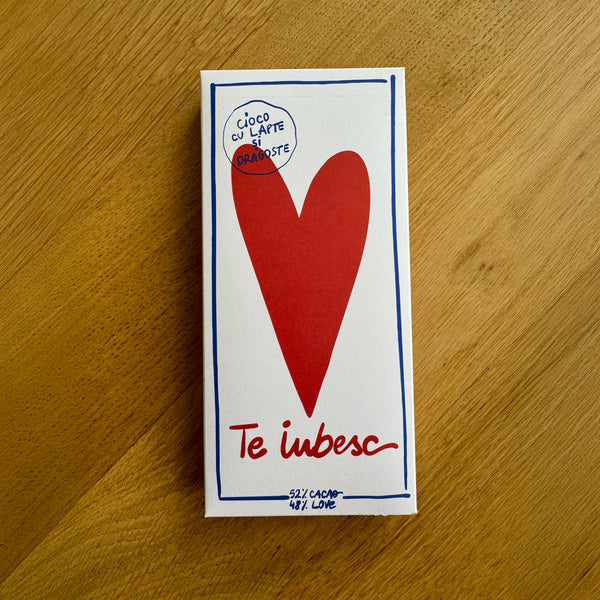 CIOCO
CU LAPTE
și
DRAGOSTE
Te iubesc
52% CACAO
48% LOVE